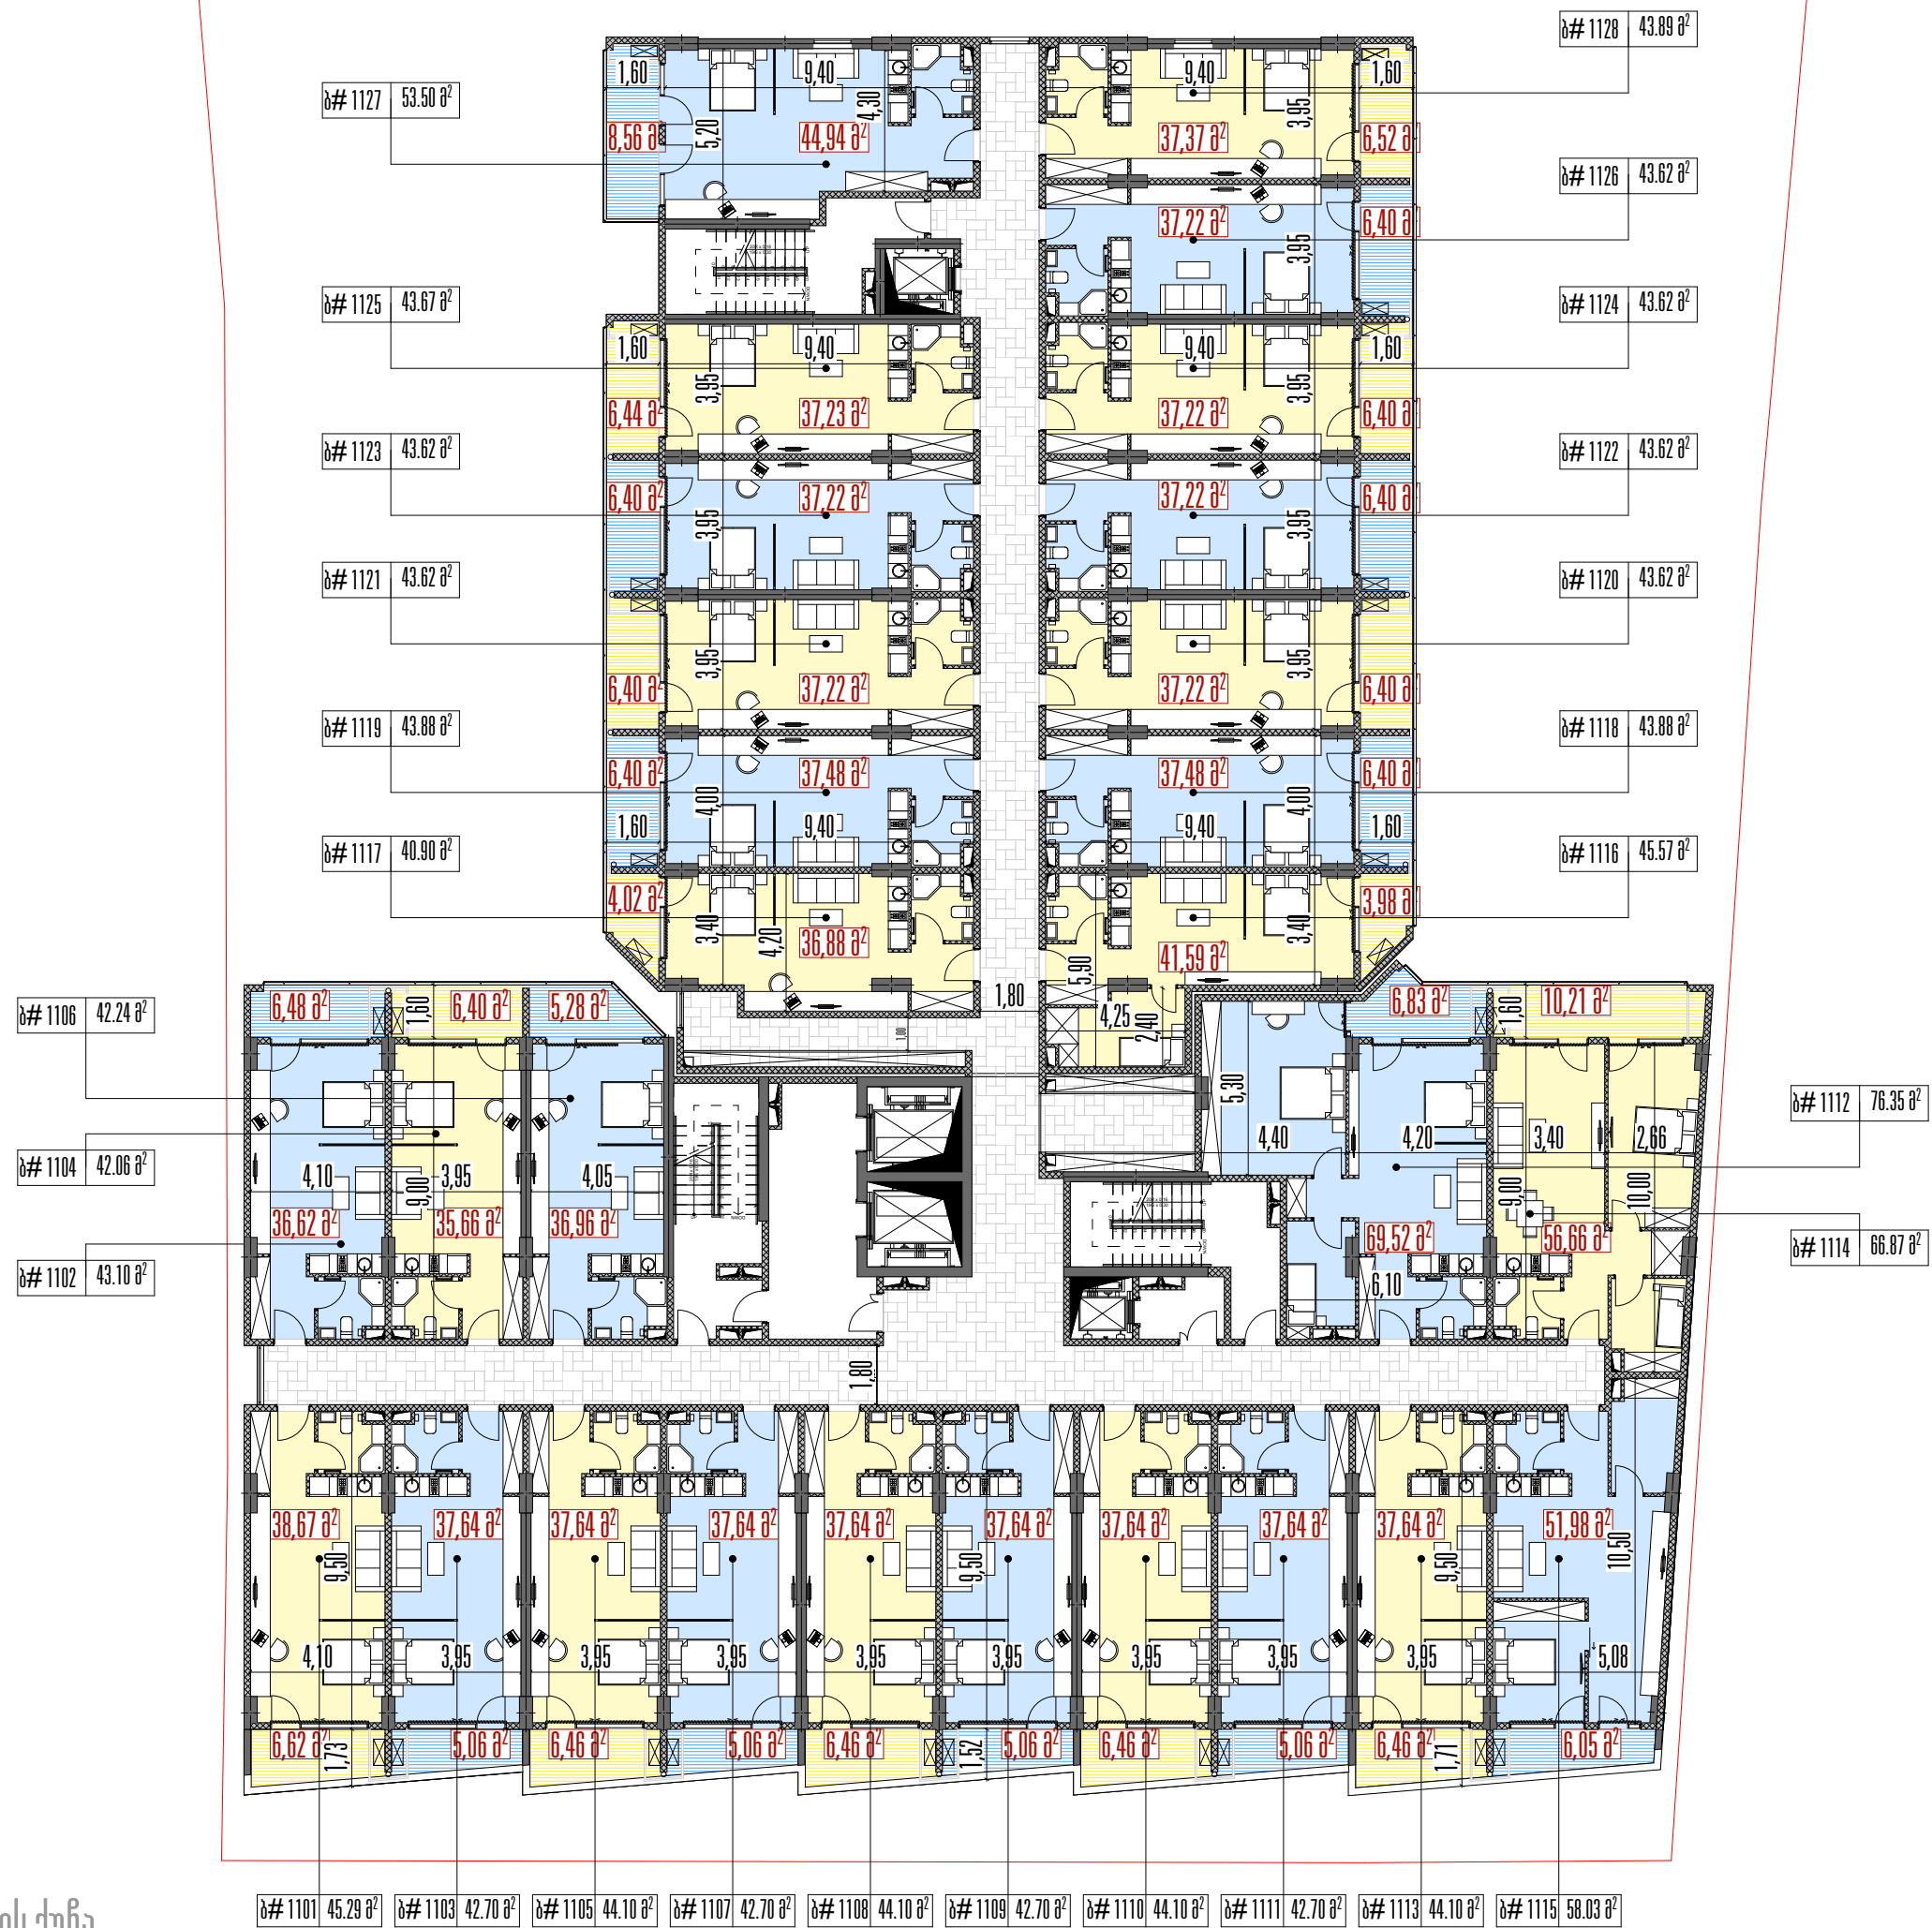 ბ# 1128 43.89 მ²
ბ# 1127 53.50 მ²
1,60 9,40 9,40 1,60
5,20 4,30 3,95
8,56 მ² 44,94 მ² 37,37 მ² 6,52 მ²
ბ# 1126 43.62 მ²
37,22 მ² 6,40 მ²
3,95
ბ# 1125 43.67 მ²
ბ# 1124 43.62 მ²
1,60 9,40 9,40 1,60
3,95 3,95
6,44 მ² 37,23 მ² 37,22 მ² 6,40 მ²
ბ# 1123 43.62 მ²
ბ# 1122 43.62 მ²
6,40 მ² 37,22 მ² 37,22 მ² 6,40 მ²
3,95 3,95
ბ# 1121 43.62 მ²
ბ# 1120 43.62 მ²
3,95 3,95
6,40 მ² 37,22 მ² 37,22 მ² 6,40 მ²
ბ# 1119 43.88 მ²
ბ# 1118 43.88 მ²
6,40 მ² 37,48 მ² 37,48 მ² 6,40 მ²
4,00 4,00
1,60 9,40 9,40 1,60
ბ# 1117 40.90 მ²
ბ# 1116 45.57 მ²
4,02 მ² 3,98 მ²
3,40 4,20 3,40
36,88 მ² 41,59 მ²
5,90
1,80
4,25 2,40
1,00
ბ# 1106 42.24 მ²
6,48 მ² 1,60 6,40 მ² 5,28 მ² 6,83 მ² 1,60 10,21 მ²
ბ# 1112 76.35 მ²
5,30
4,40 4,20 3,40 2,66
ბ# 1104 42.06 მ²
4,10 9,00 3,95 4,05 9,00 10,00
36,62 მ² 35,66 მ² 36,96 მ² 69,52 მ² 56,66 მ²
ბ# 1114 66.87 მ²
ბ# 1102 43.10 მ²
6,10
1,80
38,67 მ² 37,64 მ² 37,64 მ² 37,64 მ² 37,64 მ² 37,64 მ² 37,64 მ² 37,64 მ² 37,64 მ² 51,98 მ²
9,50 9,50 9,50 10,50
4,10 3,95 3,95 3,95 3,95 3,95 3,95 3,95 3,95 5,08
6,62 მ² 5,06 მ² 6,46 მ² 5,06 მ² 6,46 მ² 5,06 მ² 6,46 მ² 5,06 მ² 6,46 მ² 6,05 მ²
1,73 1,52 1,71
ბ# 1101 45.29 მ² ბ# 1103 42.70 მ² ბ# 1105 44.10 მ² ბ# 1107 42.70 მ² ბ# 1108 44.10 მ² ბ# 1109 42.70 მ² ბ# 1110 44.10 მ² ბ# 1111 42.70 მ² ბ# 1113 44.10 მ² ბ# 1115 58.03 მ²
ის ქუჩა